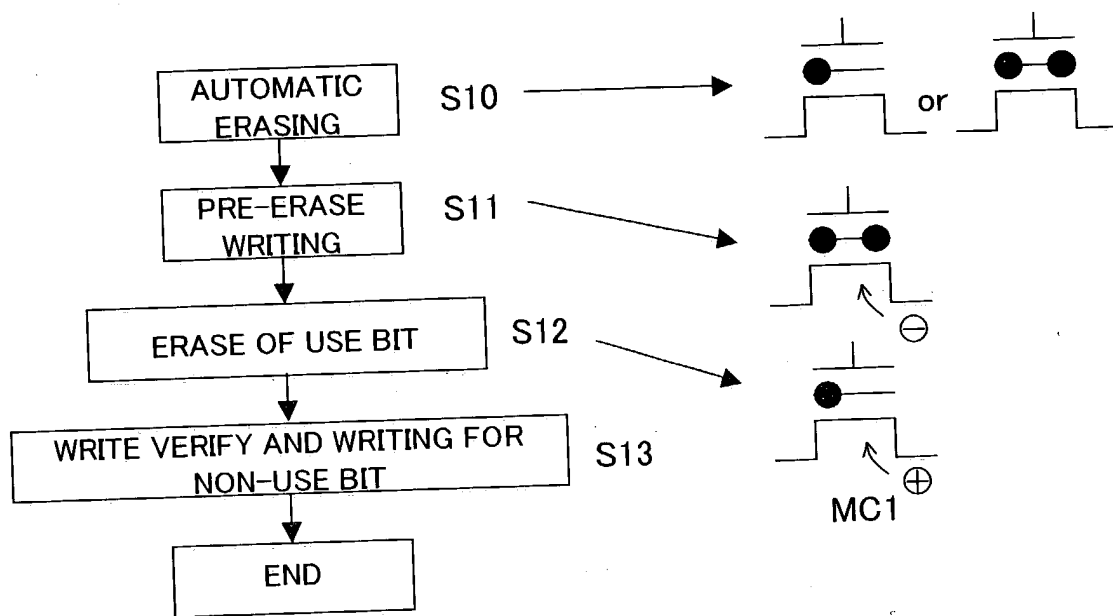 AUTOMATIC
ERASING
S10
or
PRE-ERASE
WRITING
S11
⊖
ERASE OF USE BIT
S12
WRITE VERIFY AND WRITING FOR
NON-USE BIT
S13
⊕
MC1
END